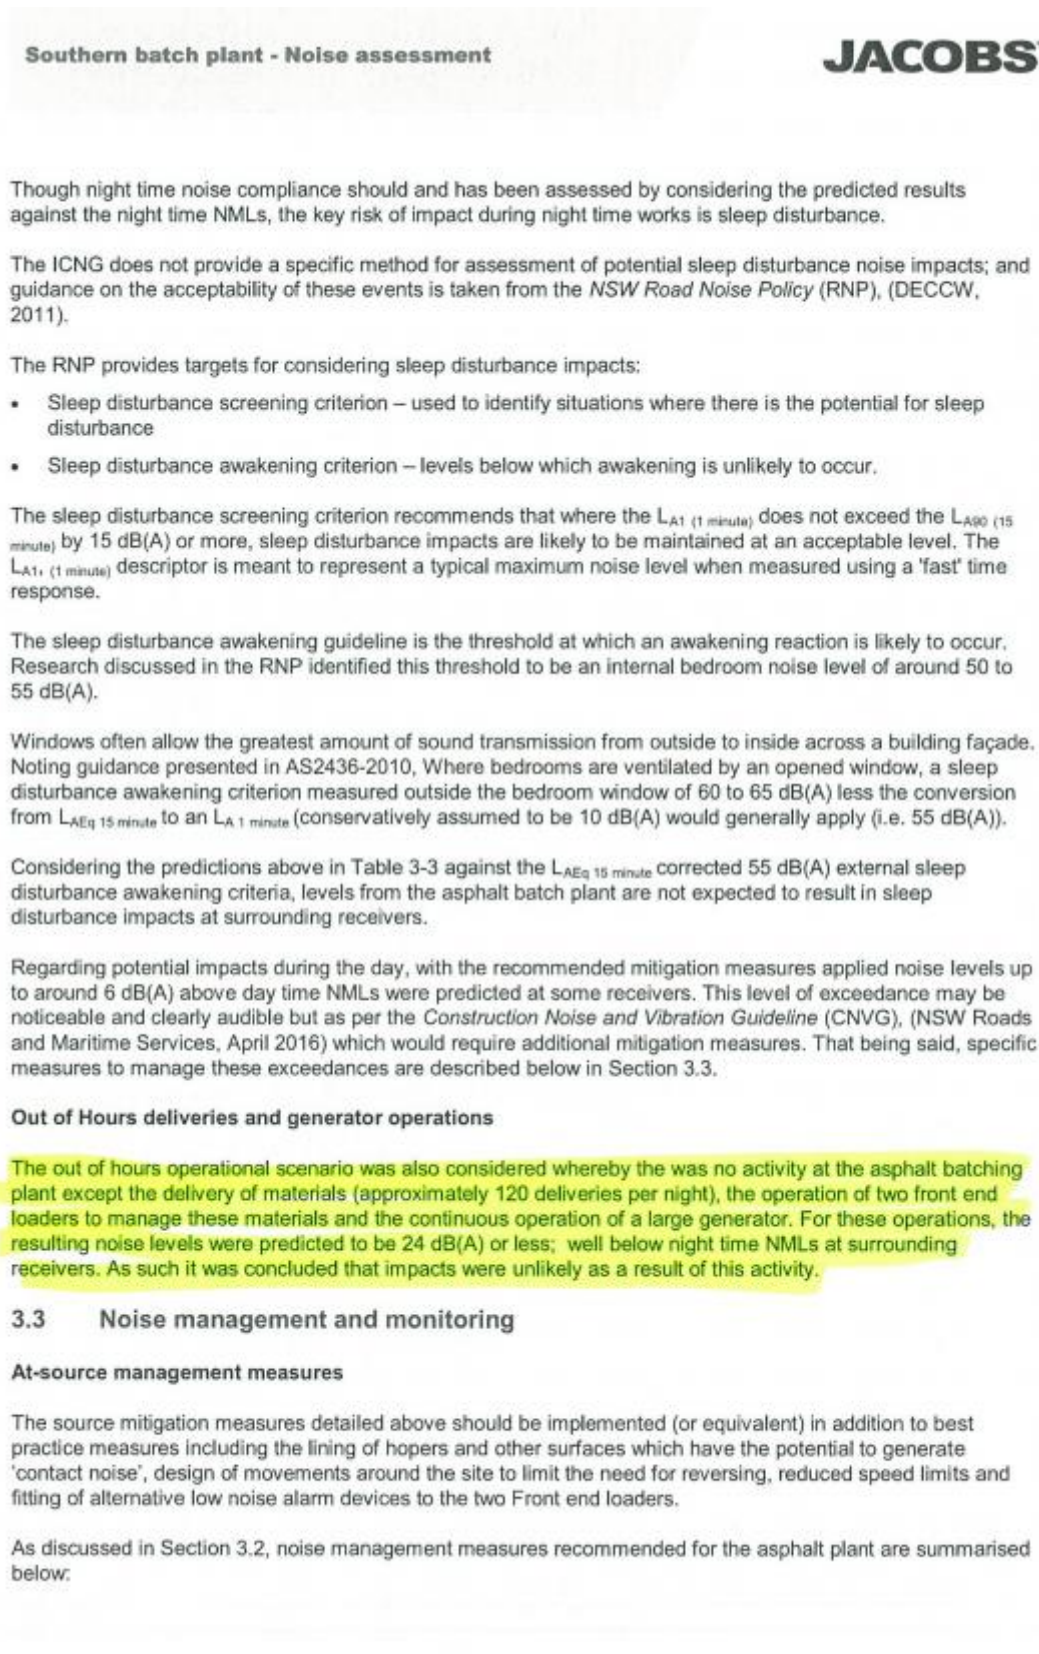 Southern batch plant - Noise assessment
JACOBS
Though night time noise compliance should and has been assessed by considering the predicted results
against the night time NMLs, the key risk of impact during night time works is sleep disturbance.
The ICNG does not provide a specific method for assessment of potential sleep disturbance noise impacts; and
guidance on the acceptability of these events is taken from the NSW Road Noise Policy (RNP), (DECCW,
2011).
The RNP provides targets for considering sleep disturbance impacts:
• Sleep disturbance screening criterion – used to identify situations where there is the potential for sleep
disturbance
• Sleep disturbance awakening criterion – levels below which awakening is unlikely to occur.
The sleep disturbance screening criterion recommends that where the LA1 (1 minute) does not exceed the LA90 (15
minute) by 15 dB(A) or more, sleep disturbance impacts are likely to be maintained at an acceptable level. The
LA1, (1 minute) descriptor is meant to represent a typical maximum noise level when measured using a 'fast' time
response.
The sleep disturbance awakening guideline is the threshold at which an awakening reaction is likely to occur.
Research discussed in the RNP identified this threshold to be an internal bedroom noise level of around 50 to
55 dB(A).
Windows often allow the greatest amount of sound transmission from outside to inside across a building façade.
Noting guidance presented in AS2436-2010, Where bedrooms are ventilated by an opened window, a sleep
disturbance awakening criterion measured outside the bedroom window of 60 to 65 dB(A) less the conversion
from LAEq 15 minute to an LA 1 minute (conservatively assumed to be 10 dB(A) would generally apply (i.e. 55 dB(A)).
Considering the predictions above in Table 3-3 against the LAEq 15 minute corrected 55 dB(A) external sleep
disturbance awakening criteria, levels from the asphalt batch plant are not expected to result in sleep
disturbance impacts at surrounding receivers.
Regarding potential impacts during the day, with the recommended mitigation measures applied noise levels up
to around 6 dB(A) above day time NMLs were predicted at some receivers. This level of exceedance may be
noticeable and clearly audible but as per the Construction Noise and Vibration Guideline (CNVG), (NSW Roads
and Maritime Services, April 2016) which would require additional mitigation measures. That being said, specific
measures to manage these exceedances are described below in Section 3.3.
Out of Hours deliveries and generator operations
The out of hours operational scenario was also considered whereby the was no activity at the asphalt batching
plant except the delivery of materials (approximately 120 deliveries per night), the operation of two front end
loaders to manage these materials and the continuous operation of a large generator. For these operations, the
resulting noise levels were predicted to be 24 dB(A) or less; well below night time NMLs at surrounding
receivers. As such it was concluded that impacts were unlikely as a result of this activity.
3.3 Noise management and monitoring
At-source management measures
The source mitigation measures detailed above should be implemented (or equivalent) in addition to best
practice measures including the lining of hopers and other surfaces which have the potential to generate
'contact noise', design of movements around the site to limit the need for reversing, reduced speed limits and
fitting of alternative low noise alarm devices to the two Front end loaders.
As discussed in Section 3.2, noise management measures recommended for the asphalt plant are summarised
below: